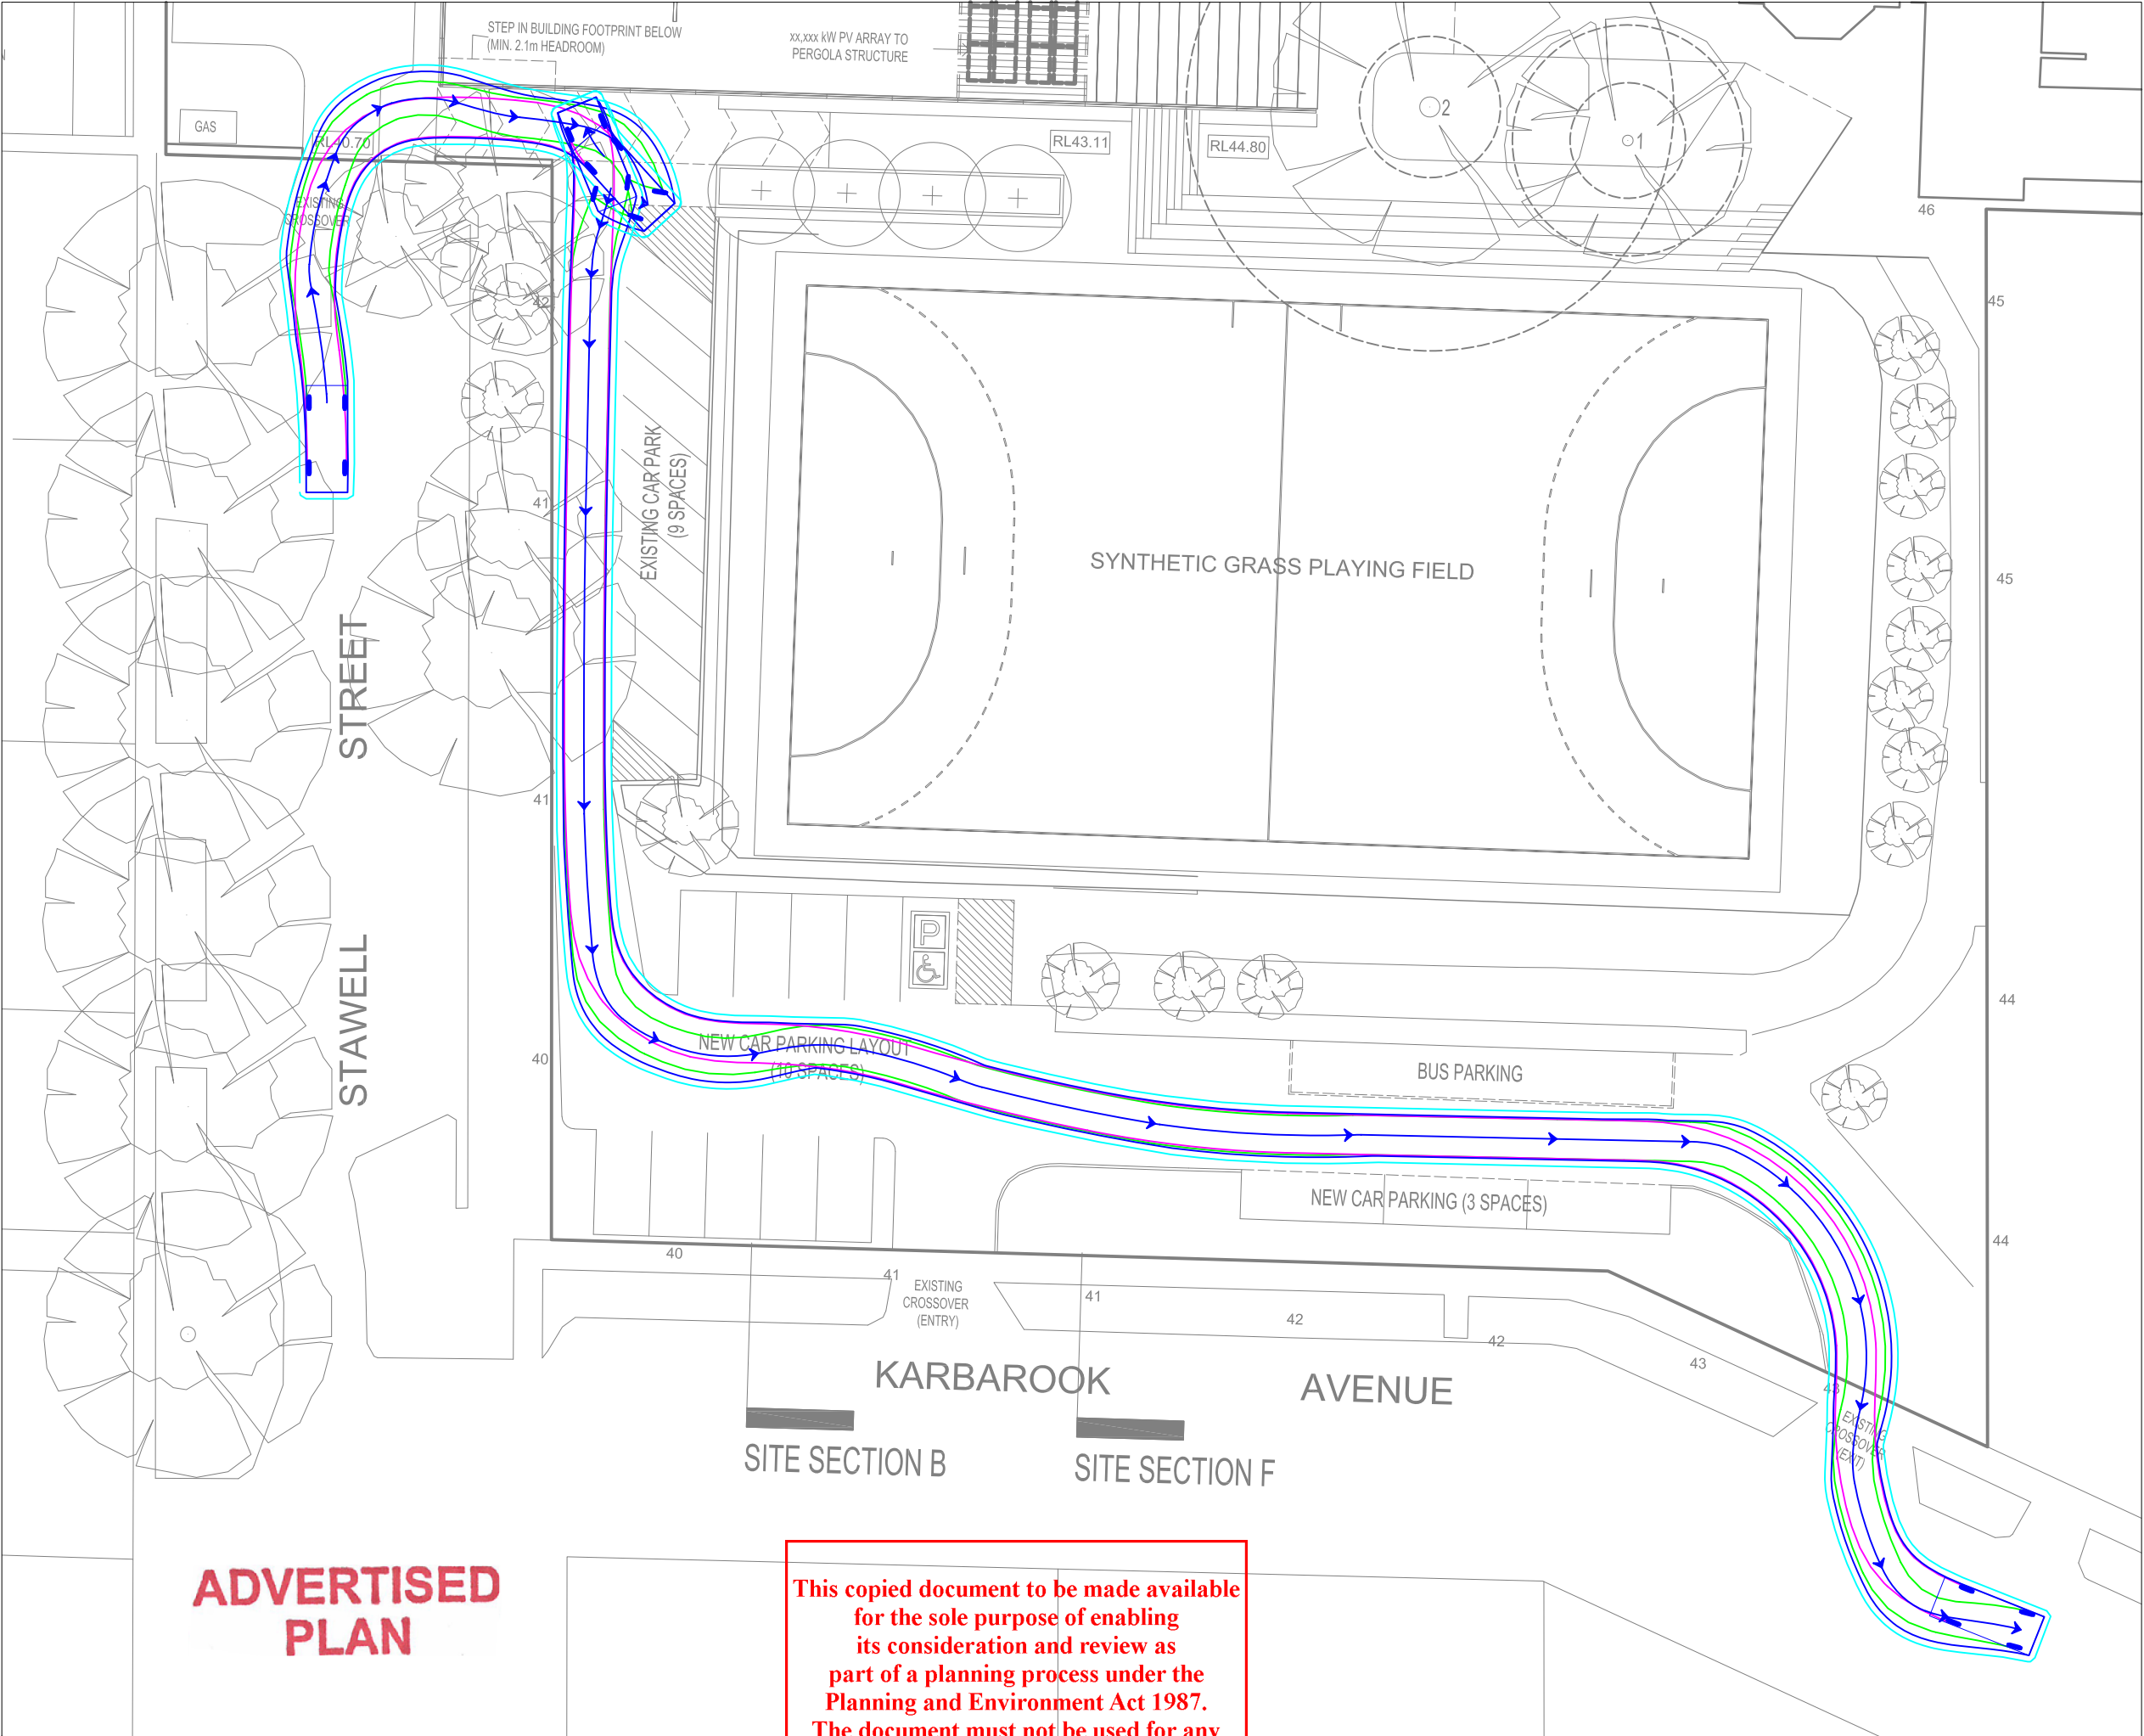 STEP IN BUILDING FOOTPRINT BELOW
(MIN. 2.1m HEADROOM)
xx,xxx kW PV ARRAY TO
PERGOLA STRUCTURE
GAS
RL40.70
RL43.11
RL44.80
2
1
46
EXISTING
CROSSOVER
42
45
EXISTING CAR PARK
(9 SPACES)
41
SYNTHETIC GRASS PLAYING FIELD
45
STAWELL STREET
41
P
44
40
NEW CAR PARKING LAYOUT
(10 SPACES)
BUS PARKING
NEW CAR PARKING (3 SPACES)
44
40
41
EXISTING
CROSSOVER
(ENTRY)
41
42
42
43
43
KARBAROOK AVENUE
EXISTING
CROSSOVER
(EXIT)
SITE SECTION B
SITE SECTION F
ADVERTISED
PLAN
This copied document to be made available
for the sole purpose of enabling
its consideration and review as
part of a planning process under the
Planning and Environment Act 1987.
The document must not be used for any